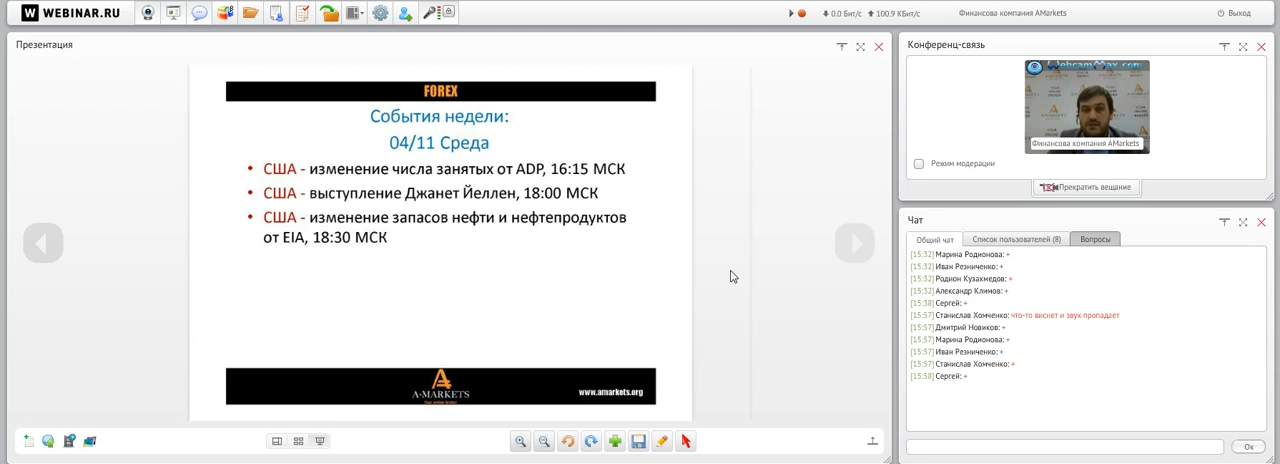 WEBINAR.RU
0.0 Бит/с
100.9 КБит/с
Финансова компания AMarkets
Выход
Презентация
FOREX
События недели:
04/11 Среда
• США - изменение числа занятых от ADP, 16:15 МСК
• США - выступление Джанет Йеллен, 18:00 МСК
• США - изменение запасов нефти и нефтепродуктов
от EIA, 18:30 МСК
A-MARKETS
www.amarkets.org
Конференц-связь
WebcamMax.com
Финансова компания AMarkets
Режим модерации
Прекратить вещание
Чат
Общий чат
Список пользователей (8)
Вопросы
[15:32] Марина Родионова: +
[15:32] Иван Резниченко: +
[15:32] Родион Кузахмедов: +
[15:32] Александр Климов: +
[15:38] Сергей: +
[15:57] Станислав Хомченко: что-то виснет и звук пропадает
[15:57] Дмитрий Новиков: +
[15:57] Марина Родионова: +
[15:57] Иван Резниченко: +
[15:57] Станислав Хомченко: +
[15:58] Сергей: +
Ок